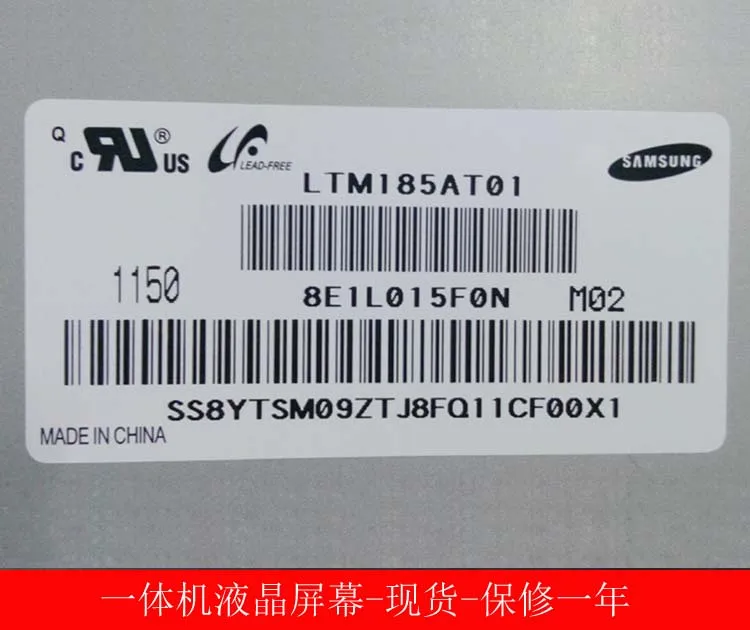 Q
C RU ® US
LEAD-FREE
SAMSUNG
LTM185AT01
1150
8E1L015F0N M02
SS8YTSM09ZTJ8FQ11CF00X1
MADE IN CHINA
一体机液晶屏幕-现货-保修一年